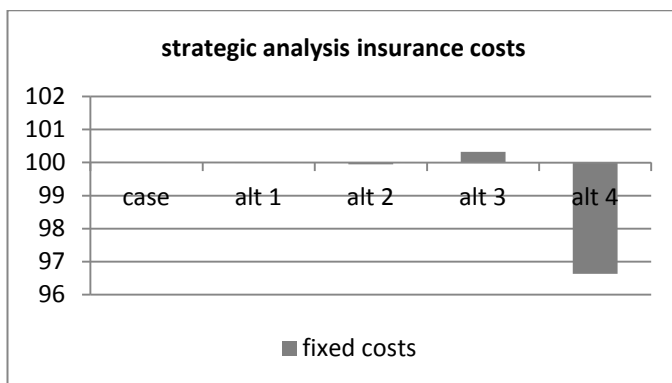 strategic analysis insurance costs
102
101
100
99
98
97
96
case alt 1 alt 2 alt 3 alt 4
fixed costs